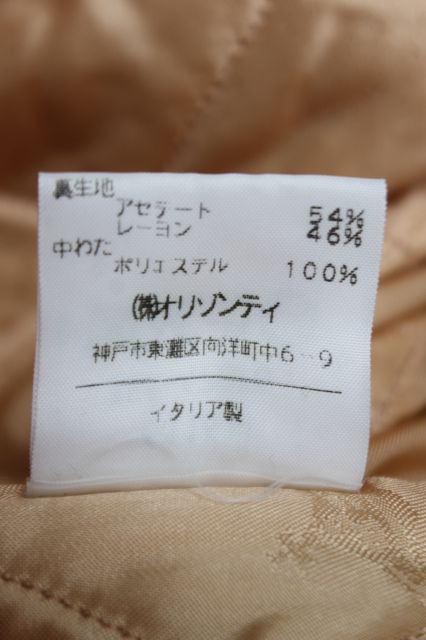 裏生地
アセテート 54%
レーヨン 46%
中わた
ポリエステル 100%
(株)オリゾンティ
神戸市東灘区向洋町中6-9
イタリア製